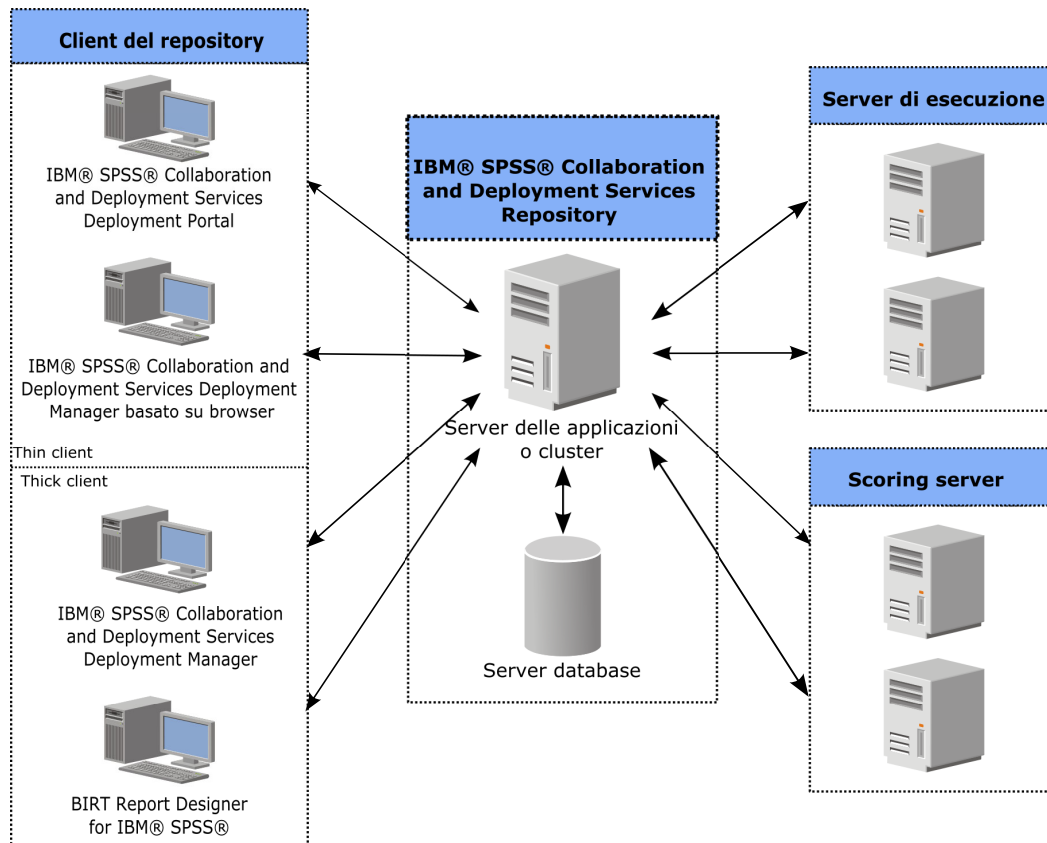 Client del repository
IBM® SPSS® Collaboration
and Deployment Services
Deployment Portal
IBM® SPSS® Collaboration and
Deployment Services Deployment
Manager basato su browser
Thin client
Thick client
IBM® SPSS® Collaboration
and Deployment Services
Deployment Manager
BIRT Report Designer
for IBM® SPSS®
IBM® SPSS® Collaboration
and Deployment Services
Repository
Server delle applicazioni
o cluster
Server database
Server di esecuzione
Scoring server